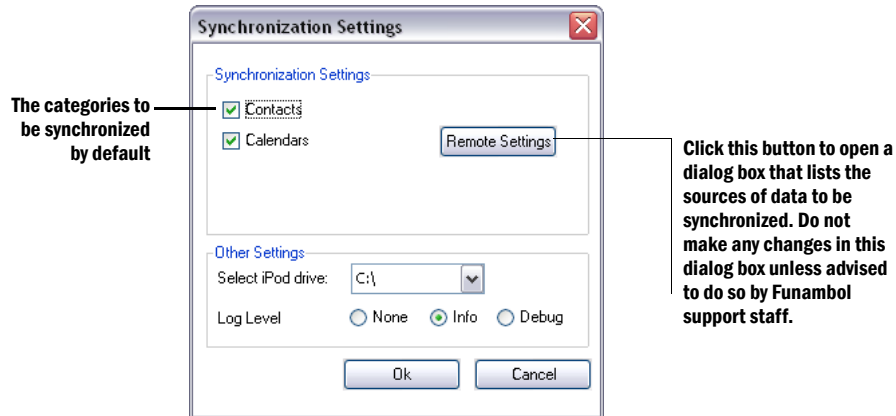 Synchronization Settings
Synchronization Settings
The categories to
be synchronized
by default
Contacts
Calendars
Remote Settings
Click this button to open a
dialog box that lists the
sources of data to be
synchronized. Do not
make any changes in this
dialog box unless advised
to do so by Funambol
support staff.
Other Settings
Select iPod drive: C:\
Log Level None Info Debug
Ok Cancel